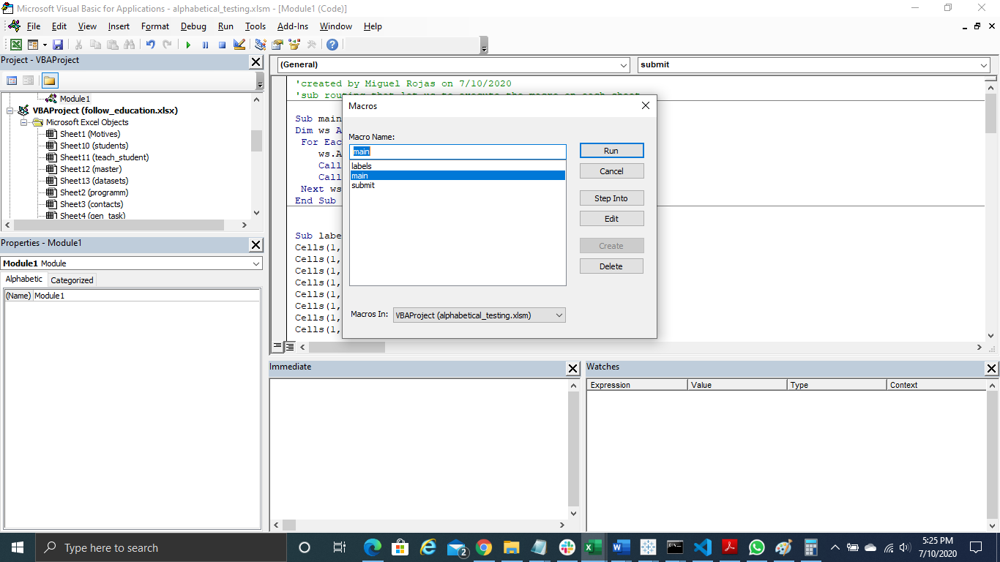 Microsoft Visual Basic for Applications - alphabetical_testing.xlsm - [Module1 (Code)]
File Edit View Insert Format Debug Run Tools Add-Ins Window Help
Project - VBAProject
Module1
VBAProject (follow_education.xlsx)
Microsoft Excel Objects
Sheet1 (Motives)
Sheet10 (students)
Sheet11 (teach_student)
Sheet12 (master)
Sheet13 (datasets)
Sheet2 (programm)
Sheet3 (contacts)
Sheet4 (gen_task)
Properties - Module1
Module1 Module
Alphabetic Categorized
(Name) Module1
(General) submit
'created by Miguel Rojas on 7/10/2020
'sub routing that let us to execute the macro on each sheet
Sub main
Dim ws A
For Eac
ws.A
Call
Call
Next ws
End Sub
Sub labe
Cells(1,
Cells(1,
Cells(1,
Cells(1,
Cells(1,
Cells(1,
Cells(1,
Cells(1,
Macros
Macro Name:
main
labels
main
submit
Run
Cancel
Step Into
Edit
Create
Delete
Macros In: VBAProject (alphabetical_testing.xlsm)
Immediate
Watches
Expression Value Type Context
Type here to search
2
5:25 PM
7/10/2020